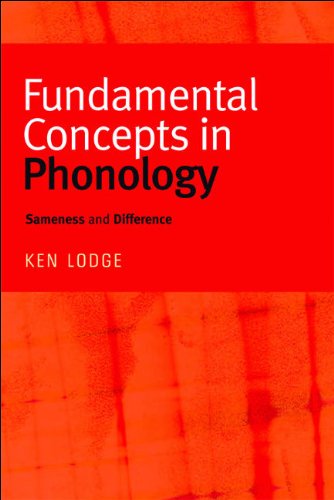 Fundamental
Concepts in
Phonology
Sameness and Difference
KEN LODGE